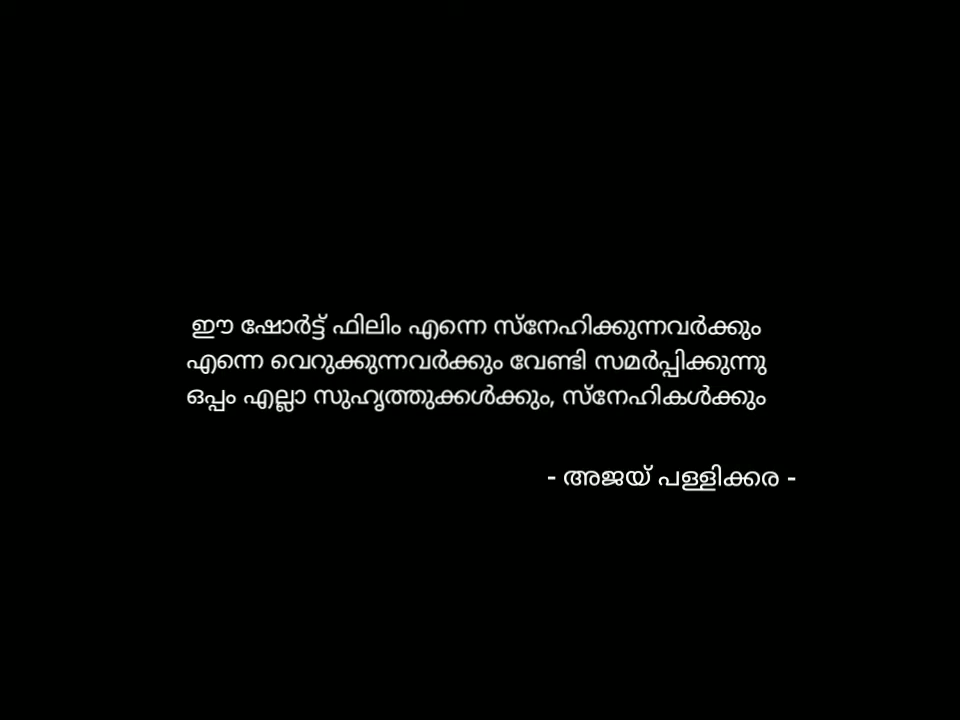 ഈ ഷോർട്ട് ഫിലിം എന്നെ സ്നേഹിക്കുന്നവർക്കും
എന്നെ വെറുക്കുന്നവർക്കും വേണ്ടി സമർപ്പിക്കുന്നു
ഒപ്പം എല്ലാ സുഹൃത്തുക്കൾക്കും, സ്നേഹികൾക്കും
- അജയ് പള്ളിക്കര -